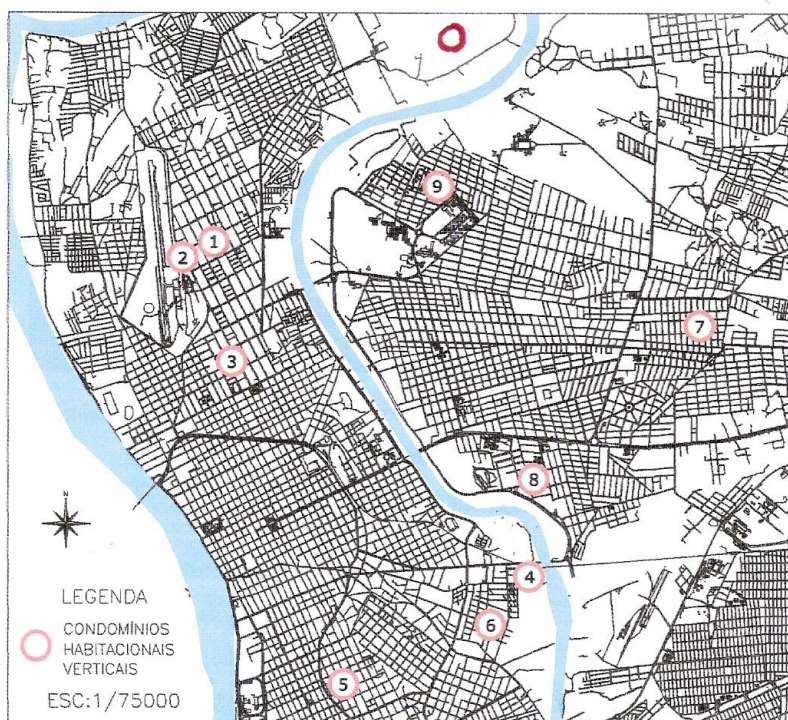 9
1
2
7
3
8
4
6
5
N
LEGENDA
CONDOMÍNIOS
HABITACIONAIS
VERTICAIS
ESC:1/75000